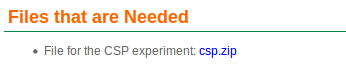 Files that are Needed
• File for the CSP experiment: csp.zip